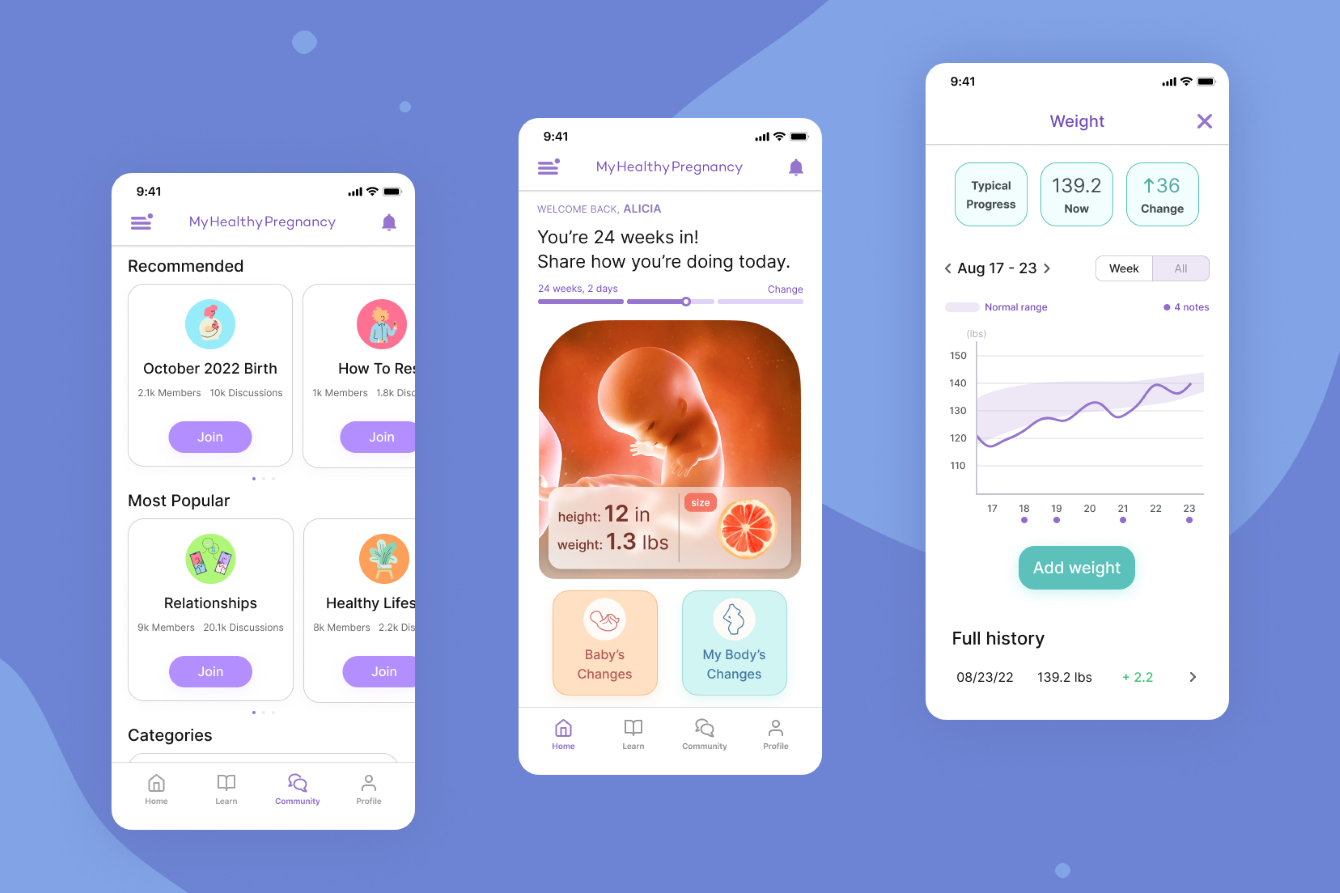 9:41
MyHealthyPregnancy
Recommended
October 2022 Birth
2.1k Members 10k Discussions
Join
How To Res
1k Members 1.8k Disc
Join
Most Popular
Relationships
9k Members 20.1k Discussions
Join
Healthy Lifes
8k Members 2.2k Dis
Join
Categories
Home
Learn
Community
Profile
9:41
MyHealthyPregnancy
WELCOME BACK, ALICIA
You're 24 weeks in!
Share how you're doing today.
24 weeks, 2 days
Change
height: 12 in
weight: 1.3 lbs
size
Baby's
Changes
My Body's
Changes
Home
Learn
Community
Profile
9:41
Weight
Typical
Progress
139.2
Now
↑36
Change
Aug 17 - 23
Week
All
Normal range
4 notes
(lbs)
150
140
130
120
110
17 18 19 20 21 22 23
Add weight
Full history
08/23/22 139.2 lbs + 2.2